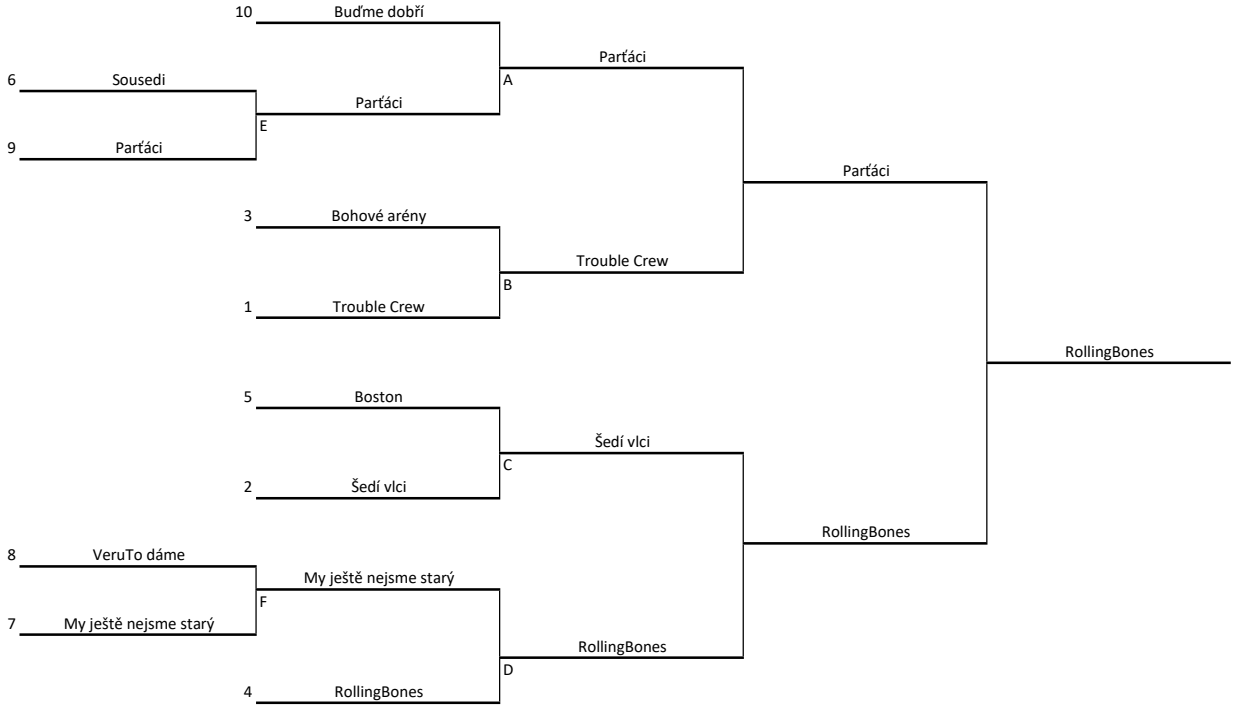 10 Buďme dobří
Parťáci
6 Sousedi
A
Parťáci
E
9 Parťáci
Parťáci
3 Bohové arény
Trouble Crew
B
1 Trouble Crew
RollingBones
5 Boston
Šedí vlci
C
2 Šedí vlci
RollingBones
8 VeruTo dáme
My ještě nejsme starý
F
7 My ještě nejsme starý
RollingBones
D
4 RollingBones